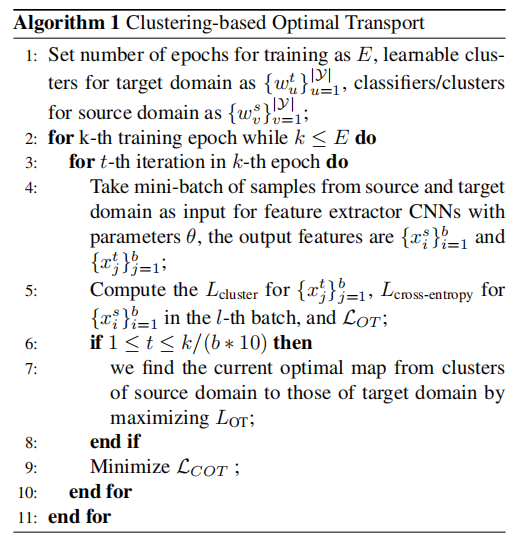 Algorithm 1 Clustering-based Optimal Transport
1: Set number of epochs for training as $E$, learnable clus-
ters for target domain as $\{w_u^t\}_{u=1}^{|\mathcal{Y}|}$, classifiers/clusters
for source domain as $\{w_v^s\}_{v=1}^{|\mathcal{Y}|}$;
2: for k-th training epoch while $k \leq E$ do
3: for $t$-th iteration in $k$-th epoch do
4: Take mini-batch of samples from source and target
domain as input for feature extractor CNNs with
parameters $\theta$, the output features are $\{x_i^s\}_{i=1}^b$ and
$\{x_j^t\}_{j=1}^b$;
5: Compute the $L_{\text{cluster}}$ for $\{x_j^t\}_{j=1}^b$, $L_{\text{cross-entropy}}$ for
$\{x_i^s\}_{i=1}^b$ in the $l$-th batch, and $\mathcal{L}_{OT}$;
6: if $1 \leq t \leq k/(b * 10)$ then
7: we find the current optimal map from clusters
of source domain to those of target domain by
maximizing $L_{\text{OT}}$;
8: end if
9: Minimize $\mathcal{L}_{COT}$ ;
10: end for
11: end for